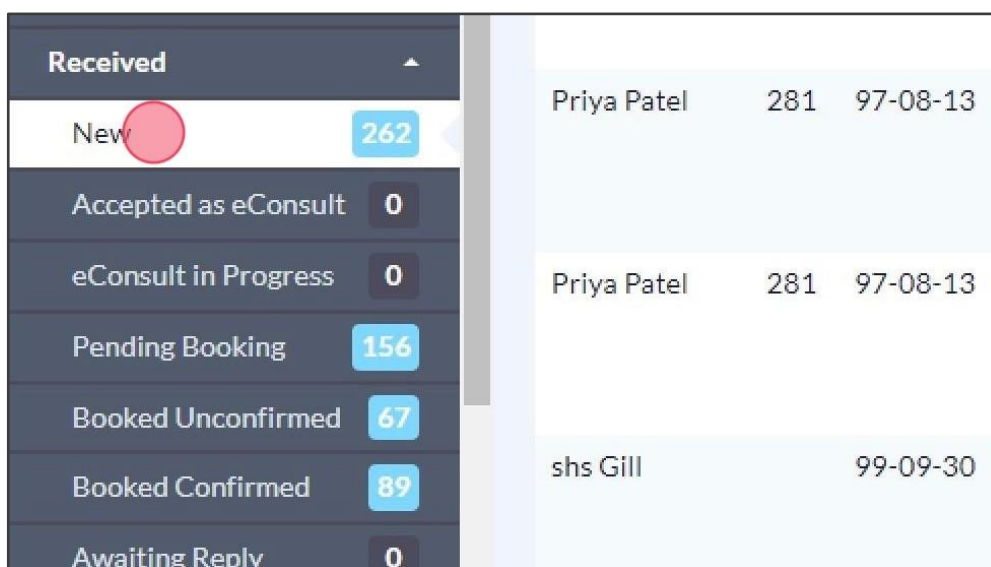 Received
New 262
Accepted as eConsult 0
eConsult in Progress 0
Pending Booking 156
Booked Unconfirmed 67
Booked Confirmed 89
Awaiting Reply 0
Priya Patel 281 97-08-13
Priya Patel 281 97-08-13
shs Gill 99-09-30